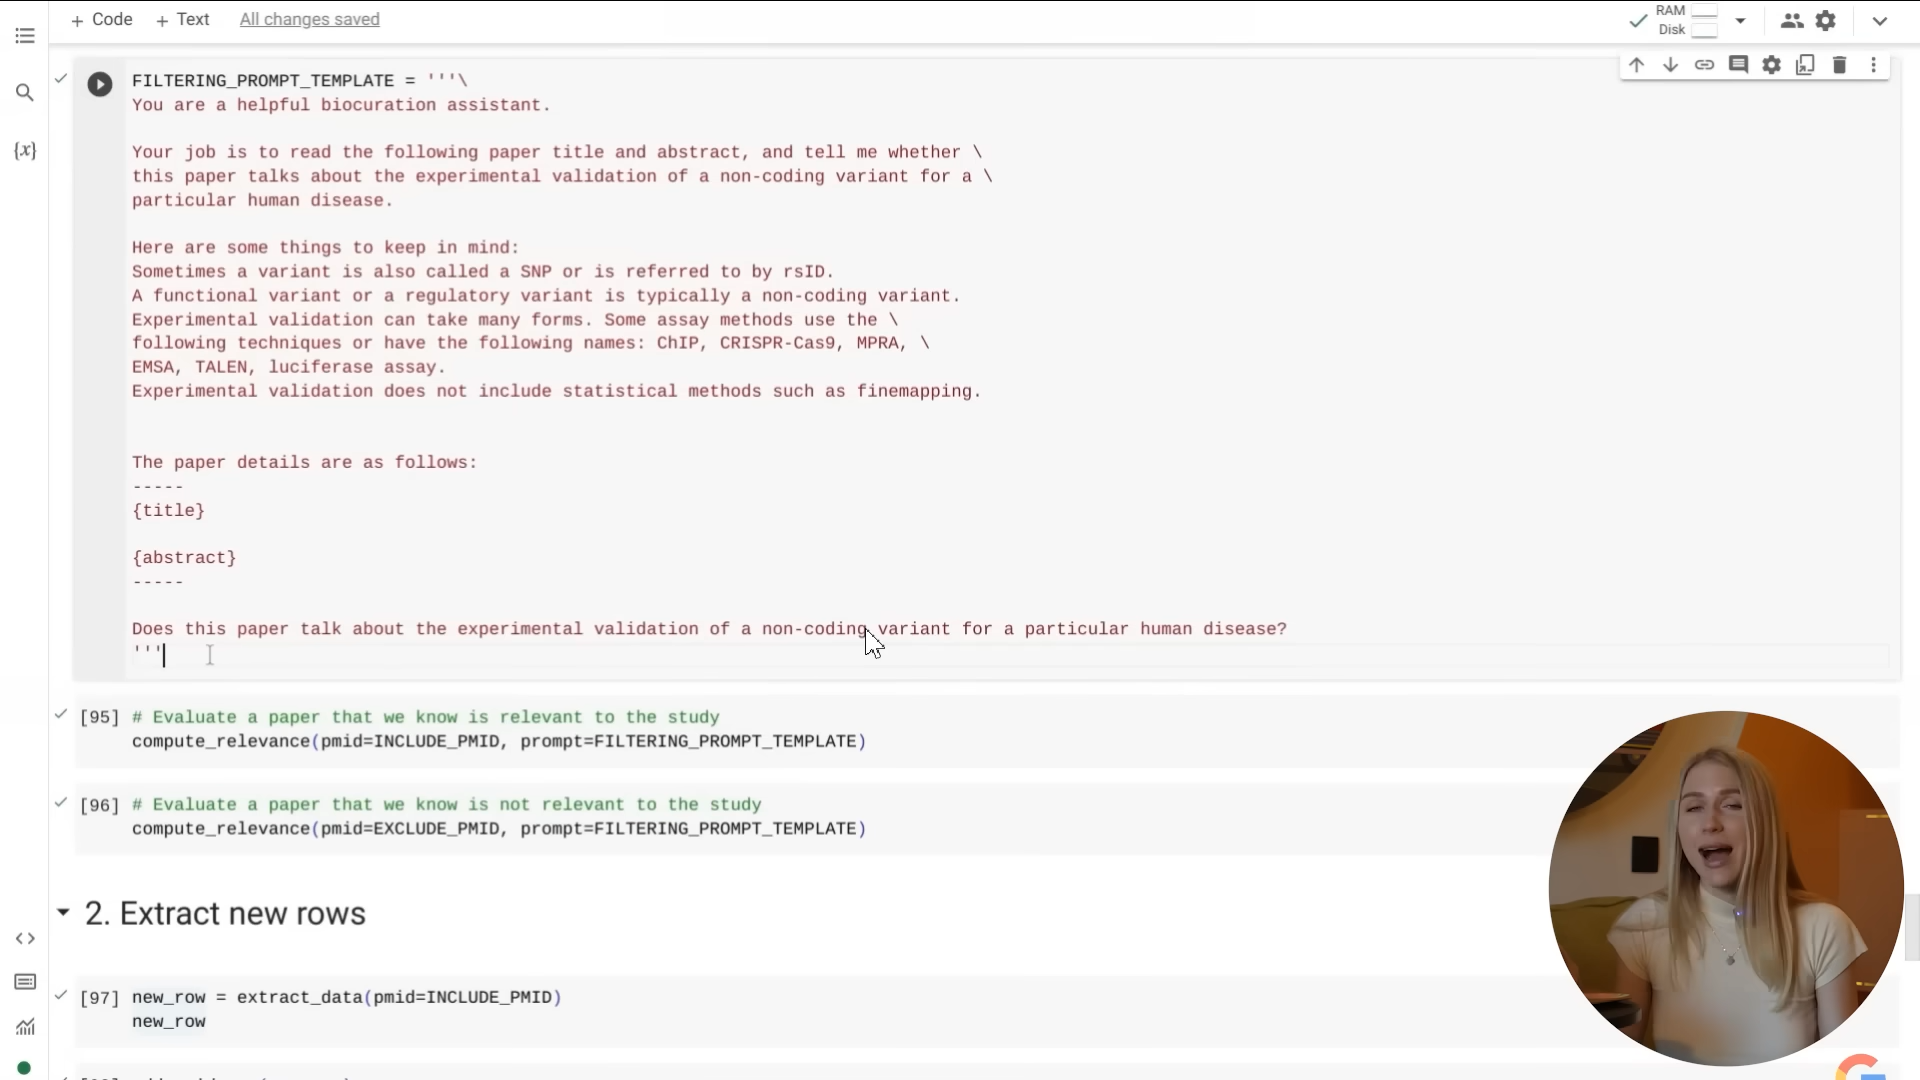 + Code + Text All changes saved
RAM
Disk
FILTERING_PROMPT_TEMPLATE = '''\
You are a helpful biocuration assistant.
Your job is to read the following paper title and abstract, and tell me whether \
this paper talks about the experimental validation of a non-coding variant for a \
particular human disease.
Here are some things to keep in mind:
Sometimes a variant is also called a SNP or is referred to by rsID.
A functional variant or a regulatory variant is typically a non-coding variant.
Experimental validation can take many forms. Some assay methods use the \
following techniques or have the following names: ChIP, CRISPR-Cas9, MPRA, \
EMSA, TALEN, luciferase assay.
Experimental validation does not include statistical methods such as finemapping.
The paper details are as follows:
-----
{title}
{abstract}
-----
Does this paper talk about the experimental validation of a non-coding variant for a particular human disease?
'''
[95] # Evaluate a paper that we know is relevant to the study
compute_relevance(pmid=INCLUDE_PMID, prompt=FILTERING_PROMPT_TEMPLATE)
[96] # Evaluate a paper that we know is not relevant to the study
compute_relevance(pmid=EXCLUDE_PMID, prompt=FILTERING_PROMPT_TEMPLATE)
2. Extract new rows
[97] new_row = extract_data(pmid=INCLUDE_PMID)
new_row